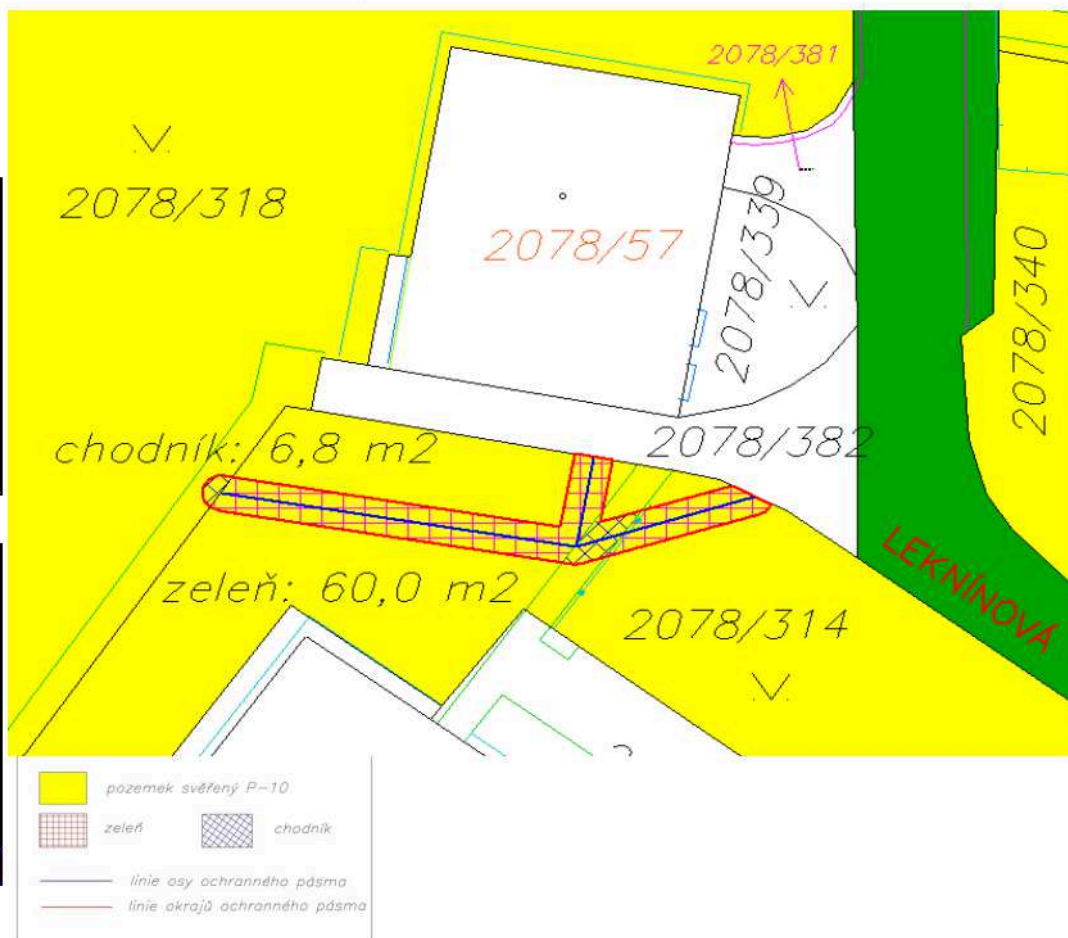 2078/381
2078/318
2078/57
2078/339
2078/340
chodník: 6,8 m2
2078/382
zeleň: 60,0 m2
2078/314
LEKNÍNOVÁ
pozemek svěřený P-10
zeleň
chodník
linie osy ochranného pásma
linie okrajů ochranného pásma